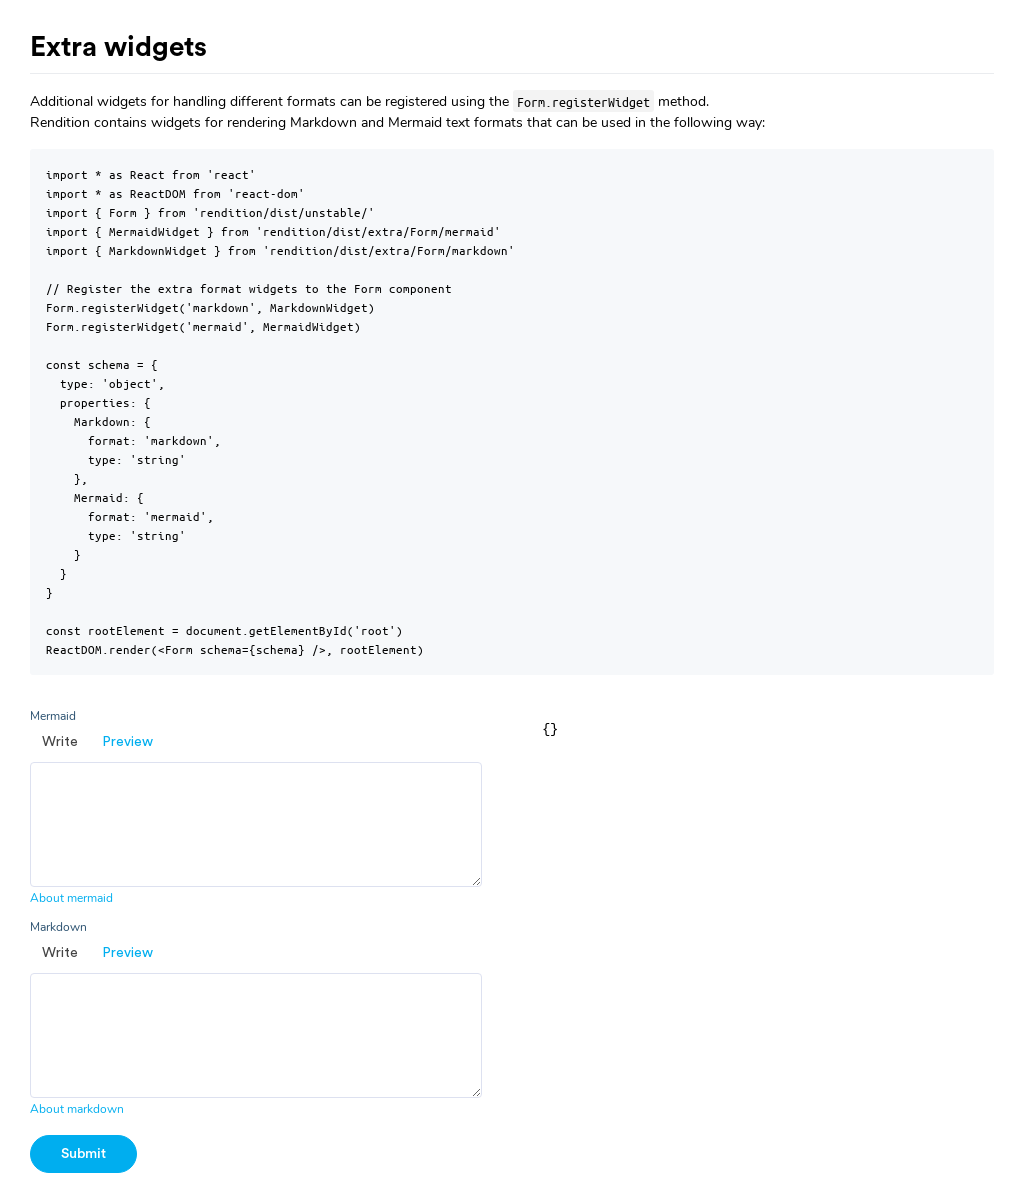 Extra widgets
Additional widgets for handling different formats can be registered using the Form.registerWidget method.
Rendition contains widgets for rendering Markdown and Mermaid text formats that can be used in the following way:
import * as React from 'react'
import * as ReactDOM from 'react-dom'
import { Form } from 'rendition/dist/unstable/'
import { MermaidWidget } from 'rendition/dist/extra/Form/mermaid'
import { MarkdownWidget } from 'rendition/dist/extra/Form/markdown'

// Register the extra format widgets to the Form component
Form.registerWidget('markdown', MarkdownWidget)
Form.registerWidget('mermaid', MermaidWidget)

const schema = {
  type: 'object',
  properties: {
    Markdown: {
      format: 'markdown',
      type: 'string'
    },
    Mermaid: {
      format: 'mermaid',
      type: 'string'
    }
  }
}

const rootElement = document.getElementById('root')
ReactDOM.render(<Form schema={schema} />, rootElement)
Mermaid
Write Preview
About mermaid
Markdown
Write Preview
About markdown
Submit
{}